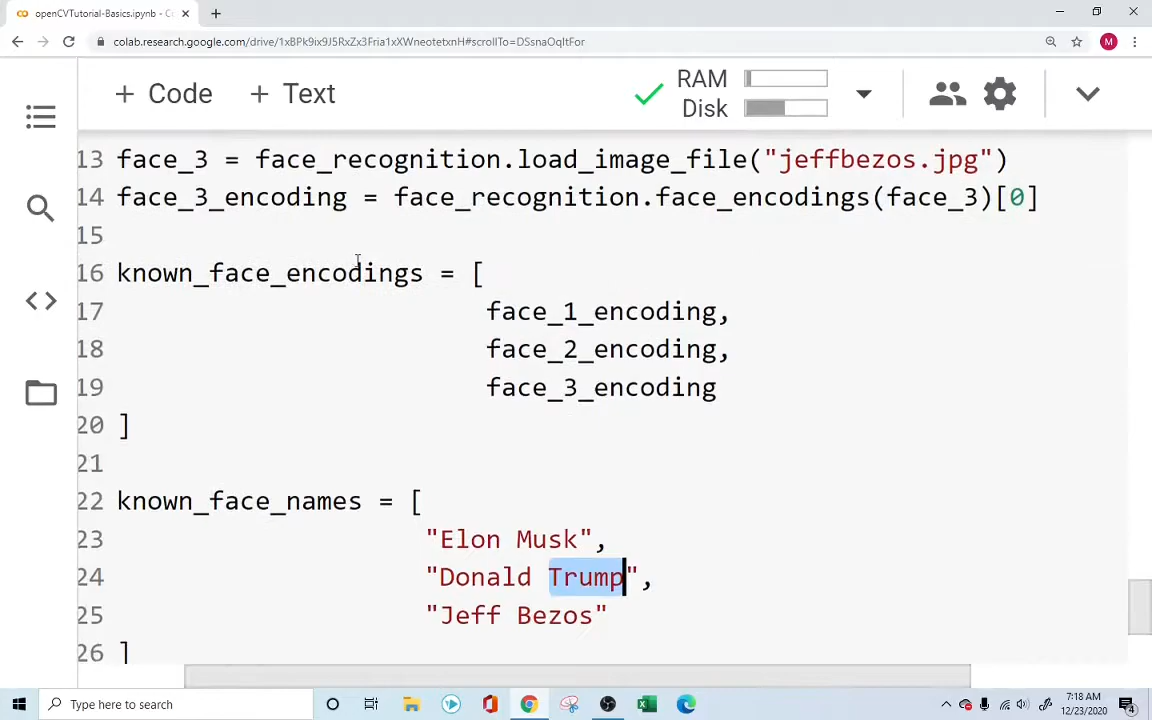 openCVTutorial-Basics.ipynb - C
colab.research.google.com/drive/1xBPk9ix9J5RxZx3Fria1xXWneotetxnH#scrollTo=DSsnaOqItFor
M
+ Code + Text
RAM
Disk
13 face_3 = face_recognition.load_image_file("jeffbezos.jpg")
14 face_3_encoding = face_recognition.face_encodings(face_3)[0]
15
16 known_face_encodings = [
17 face_1_encoding,
18 face_2_encoding,
19 face_3_encoding
20 ]
21
22 known_face_names = [
23 "Elon Musk",
24 "Donald Trump",
25 "Jeff Bezos"
26 ]
Type here to search
7:18 AM
12/23/2020
4